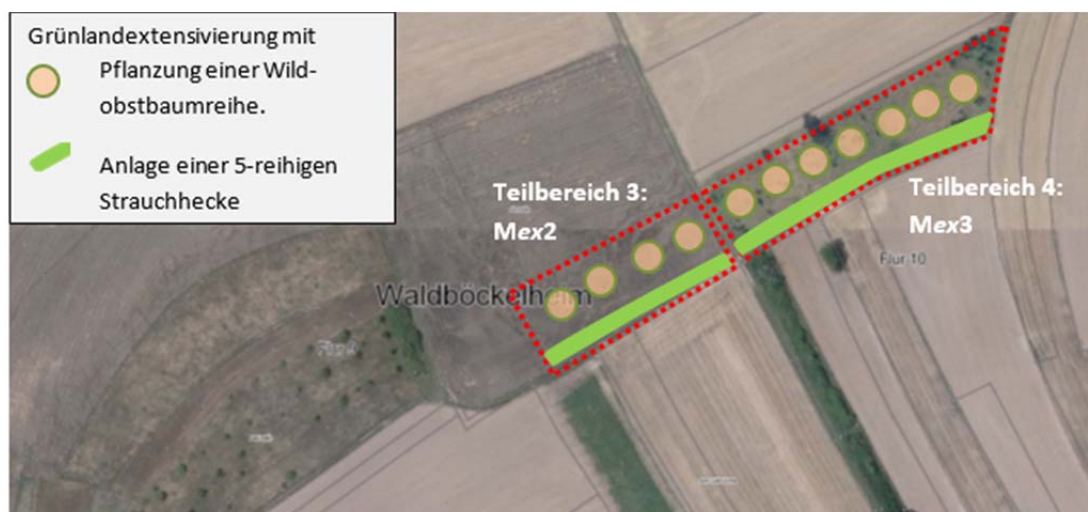 Grünlandextensivierung mit
Pflanzung einer Wild-
obstbaumreihe.
Anlage einer 5-reihigen
Strauchhecke
Teilbereich 3:
Mex2
Teilbereich 4:
Mex3
Flur 10
Waldböckelheim